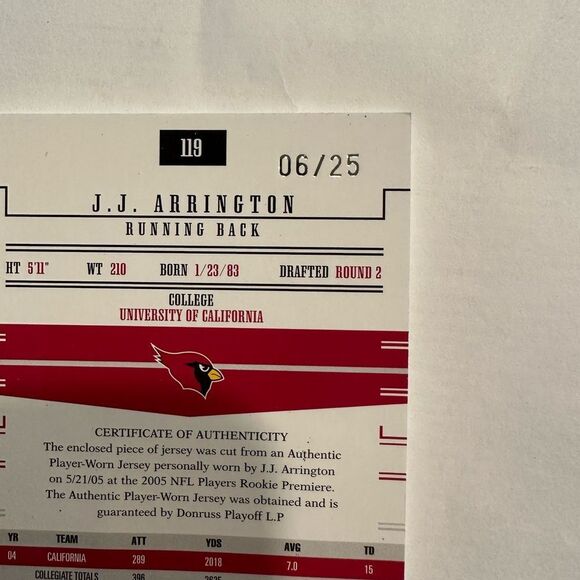 119
06/25
J.J. ARRINGTON
RUNNING BACK
HT 5'11" WT 210 BORN 1/23/83 DRAFTED ROUND 2
COLLEGE
UNIVERSITY OF CALIFORNIA
CERTIFICATE OF AUTHENTICITY
The enclosed piece of jersey was cut from an Authentic
Player-Worn Jersey personally worn by J.J. Arrington
on 5/21/05 at the 2005 NFL Players Rookie Premiere.
The Authentic Player-Worn Jersey was obtained and is
guaranteed by Donruss Playoff L.P
YR TEAM ATT YDS AVG TD
04 CALIFORNIA 289 2018 7.0 15
COLLEGIATE TOTALS 396 2625